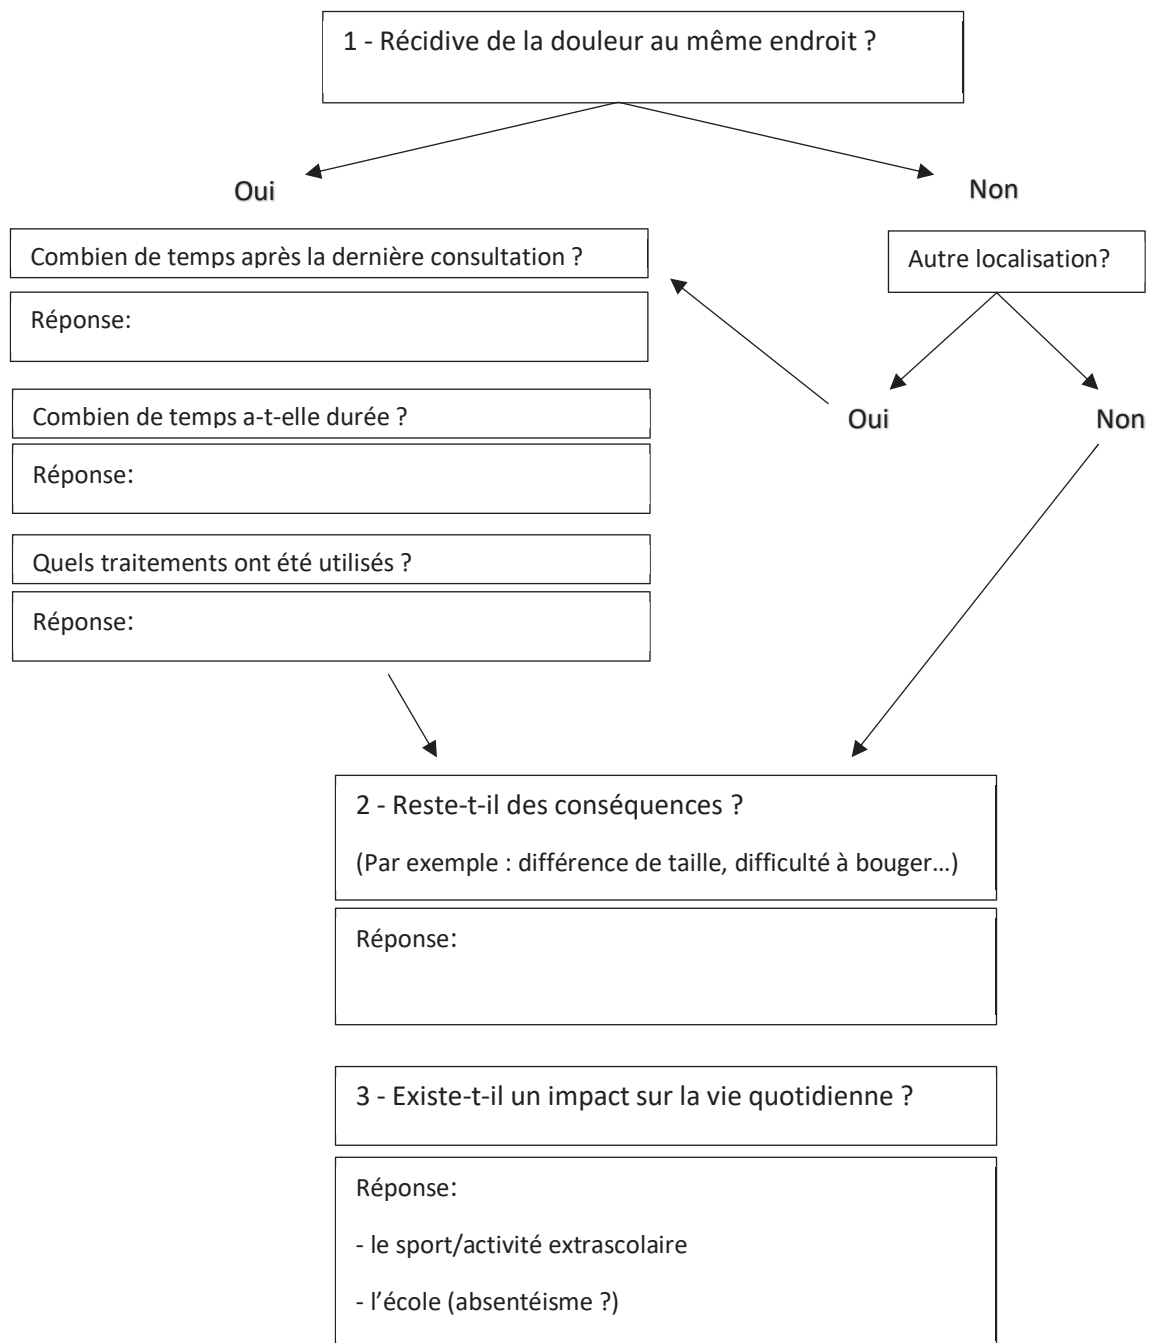 1 - Récidive de la douleur au même endroit ?
Oui
Non
Combien de temps après la dernière consultation ?
Autre localisation?
Réponse:
Combien de temps a-t-elle durée ?
Oui
Non
Réponse:
Quels traitements ont été utilisés ?
Réponse:
2 - Reste-t-il des conséquences ?
(Par exemple : différence de taille, difficulté à bouger…)
Réponse:
3 - Existe-t-il un impact sur la vie quotidienne ?
Réponse:
- le sport/activité extrascolaire
- l’école (absentéisme ?)